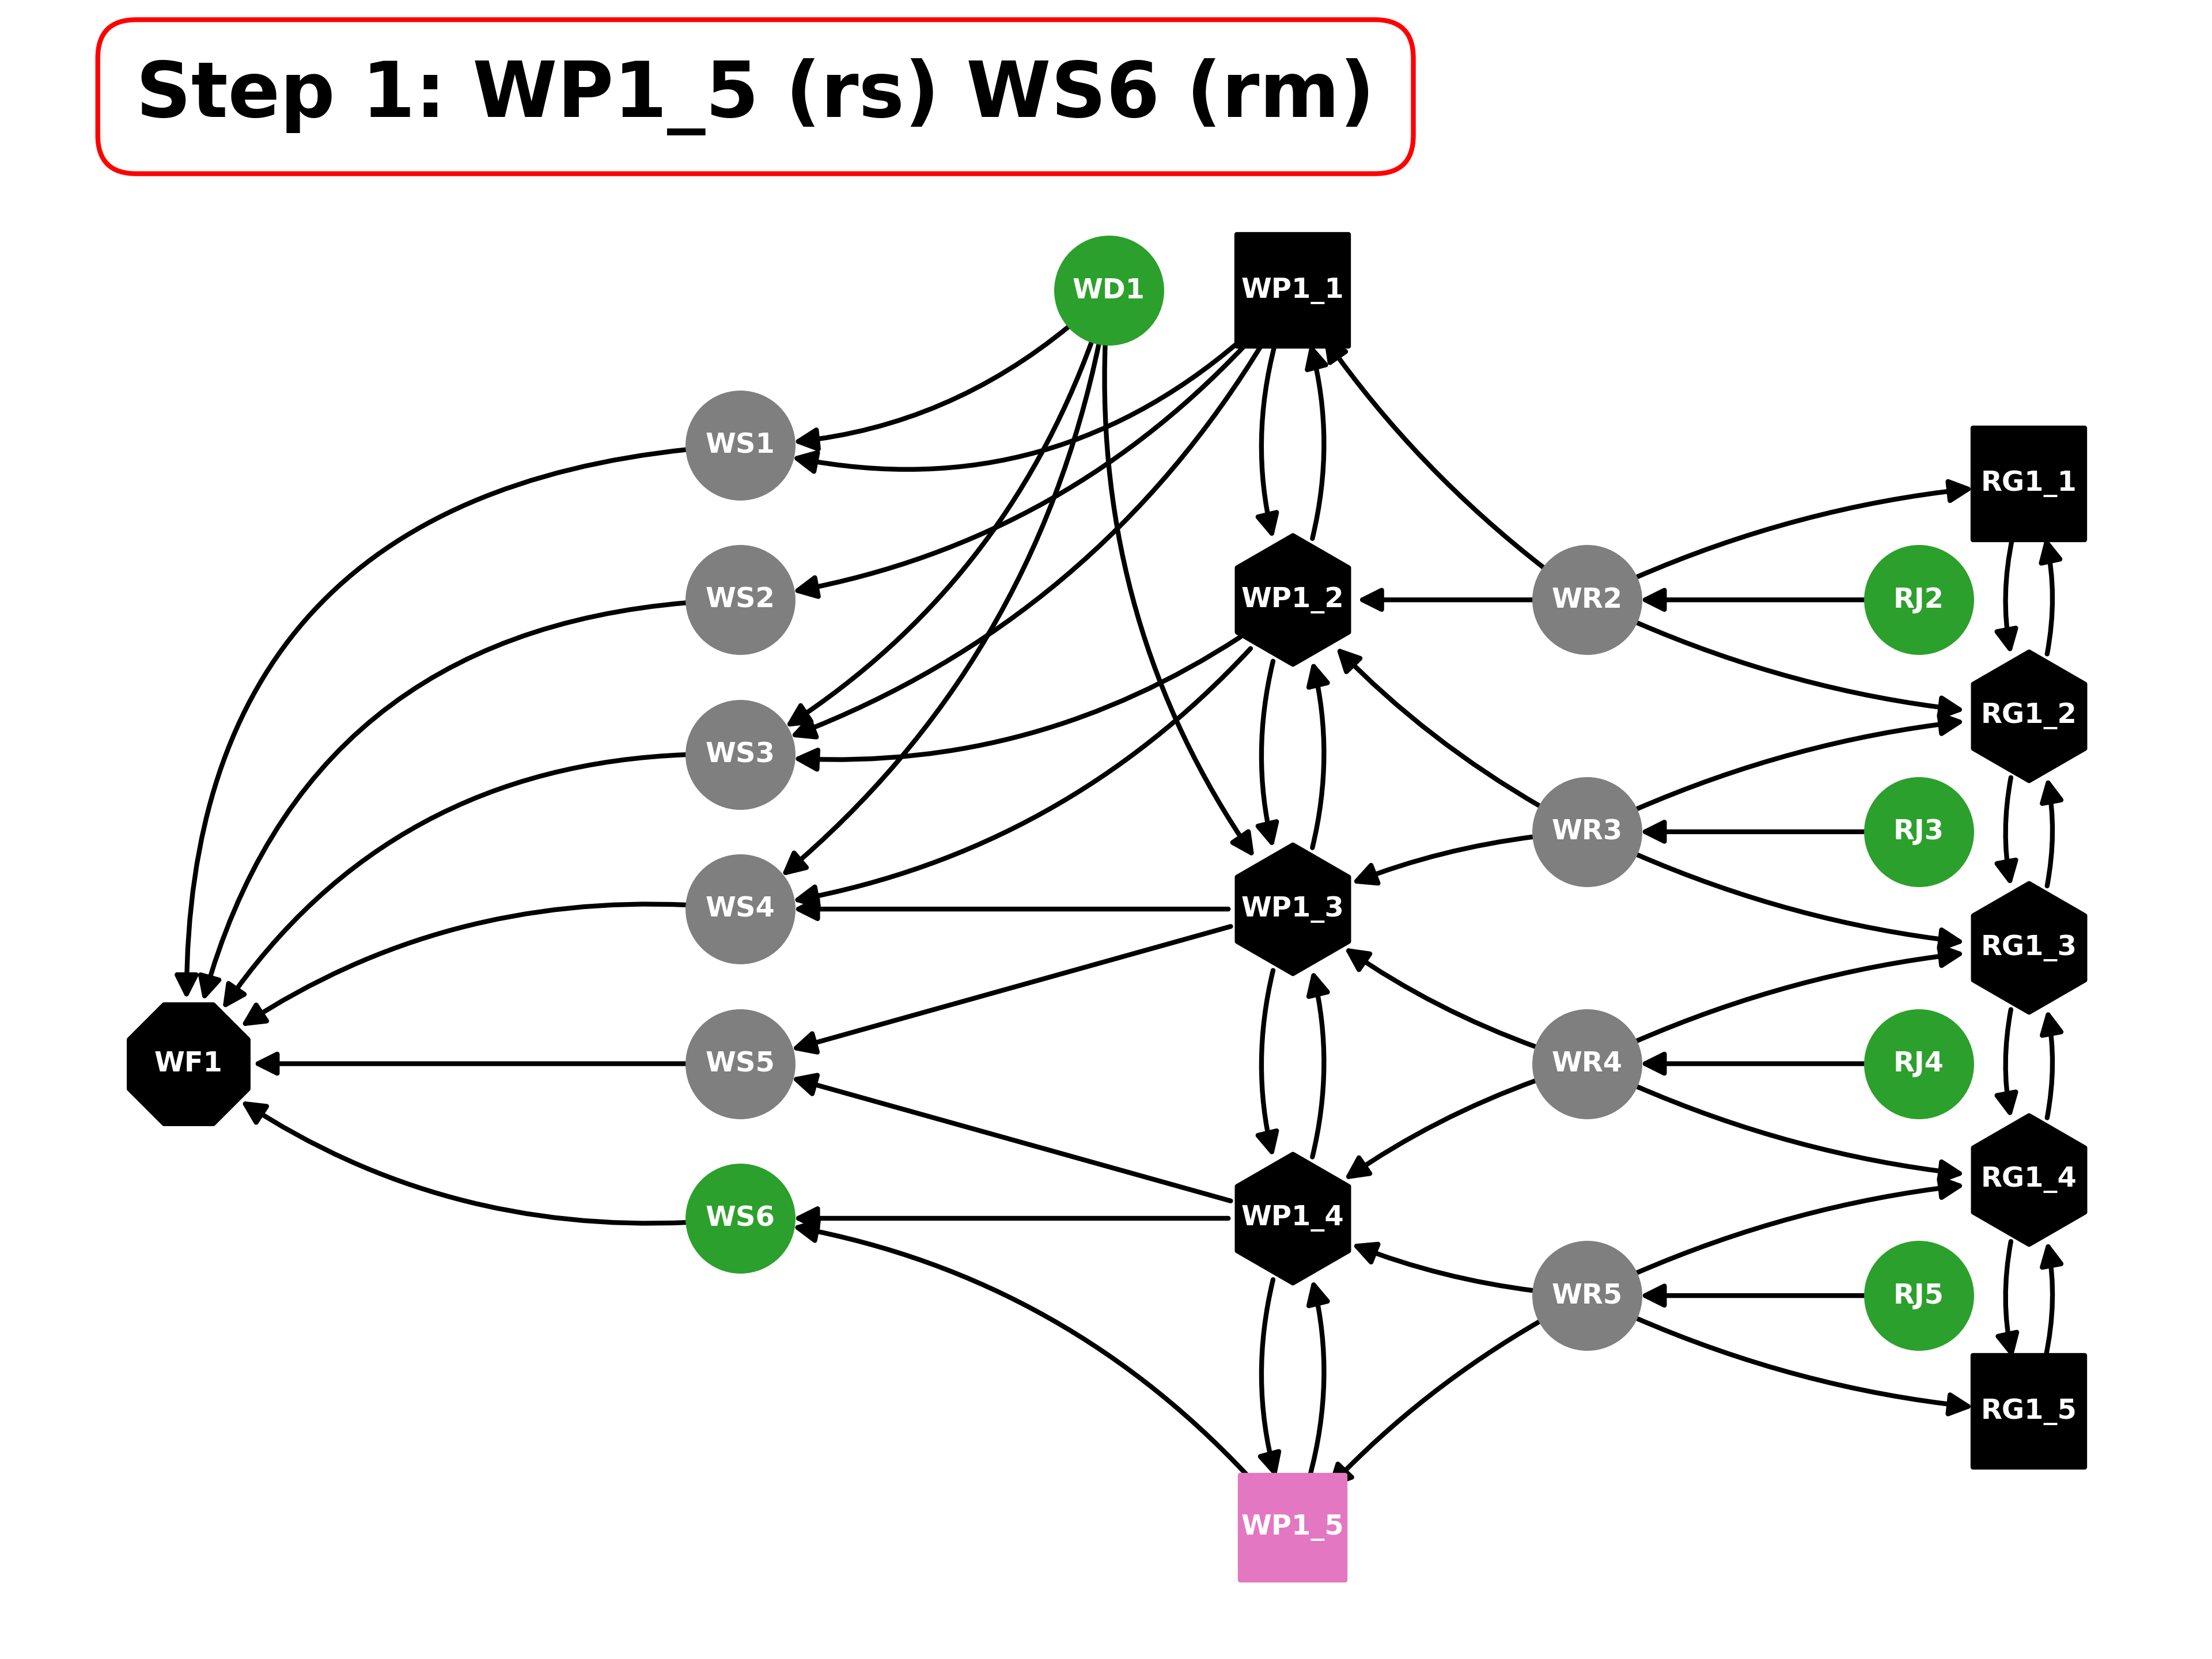 Step 1: WP1_5 (rs) WS6 (rm)
WD1
WP1_1
WS1
RG1_1
WS2
WP1_2
WR2
RJ2
RG1_2
WS3
WR3
RJ3
WS4
WP1_3
RG1_3
WF1
WS5
WR4
RJ4
RG1_4
WS6
WP1_4
WR5
RJ5
RG1_5
WP1_5